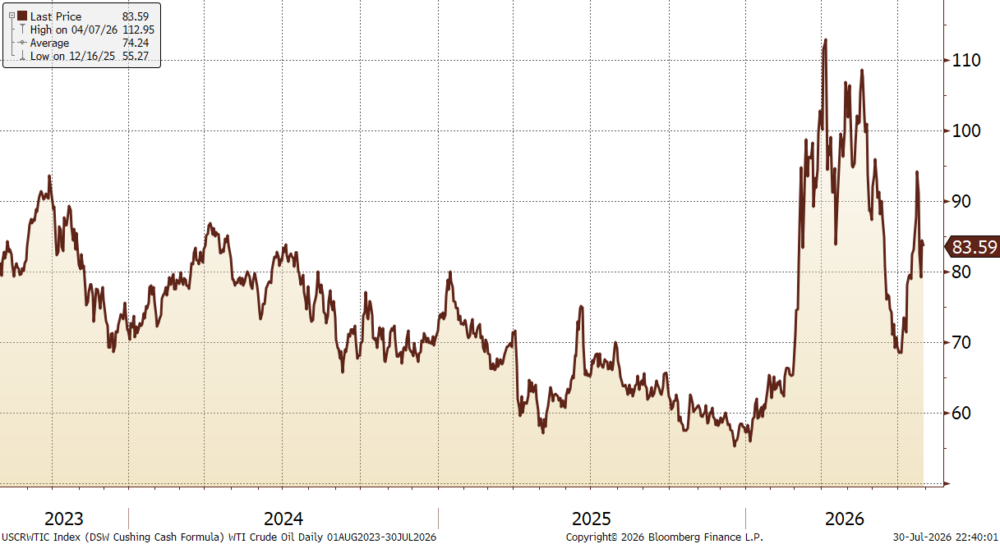 Last Price 83.59
High on 04/07/26 112.95
Average 74.24
Low on 12/16/25 55.27
110
100
90
83.59
80
70
60
2023 2024 2025 2026
USCRWTIC Index (DSW Cushing Cash Formula) WTI Crude Oil Daily 01AUG2023-30JUL2026 Copyright© 2026 Bloomberg Finance L.P. 30-Jul-2026 22:40:01